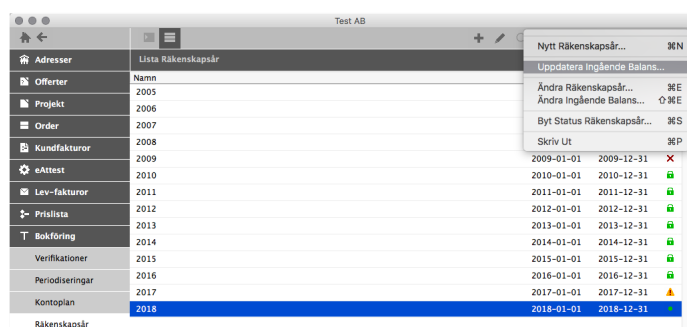 Test AB
Adresser
Offerter
Projekt
Order
Kundfakturor
eAttest
Lev-fakturor
Prislista
Bokföring
Verifikationer
Periodiseringar
Kontoplan
Räkenskapsår
Lista Räkenskapsår
Namn
2005
2006
2007
2008
2009 2009-01-01 2009-12-31
2010 2010-01-01 2010-12-31
2011 2011-01-01 2011-12-31
2012 2012-01-01 2012-12-31
2013 2013-01-01 2013-12-31
2014 2014-01-01 2014-12-31
2015 2015-01-01 2015-12-31
2016 2016-01-01 2016-12-31
2017 2017-01-01 2017-12-31
2018 2018-01-01 2018-12-31
Nytt Räkenskapsår... ⌘N
Uppdatera Ingående Balans...
Ändra Räkenskapsår... ⌘E
Ändra Ingående Balans... ⇧⌘E
Byt Status Räkenskapsår... ⌘S
Skriv Ut ⌘P